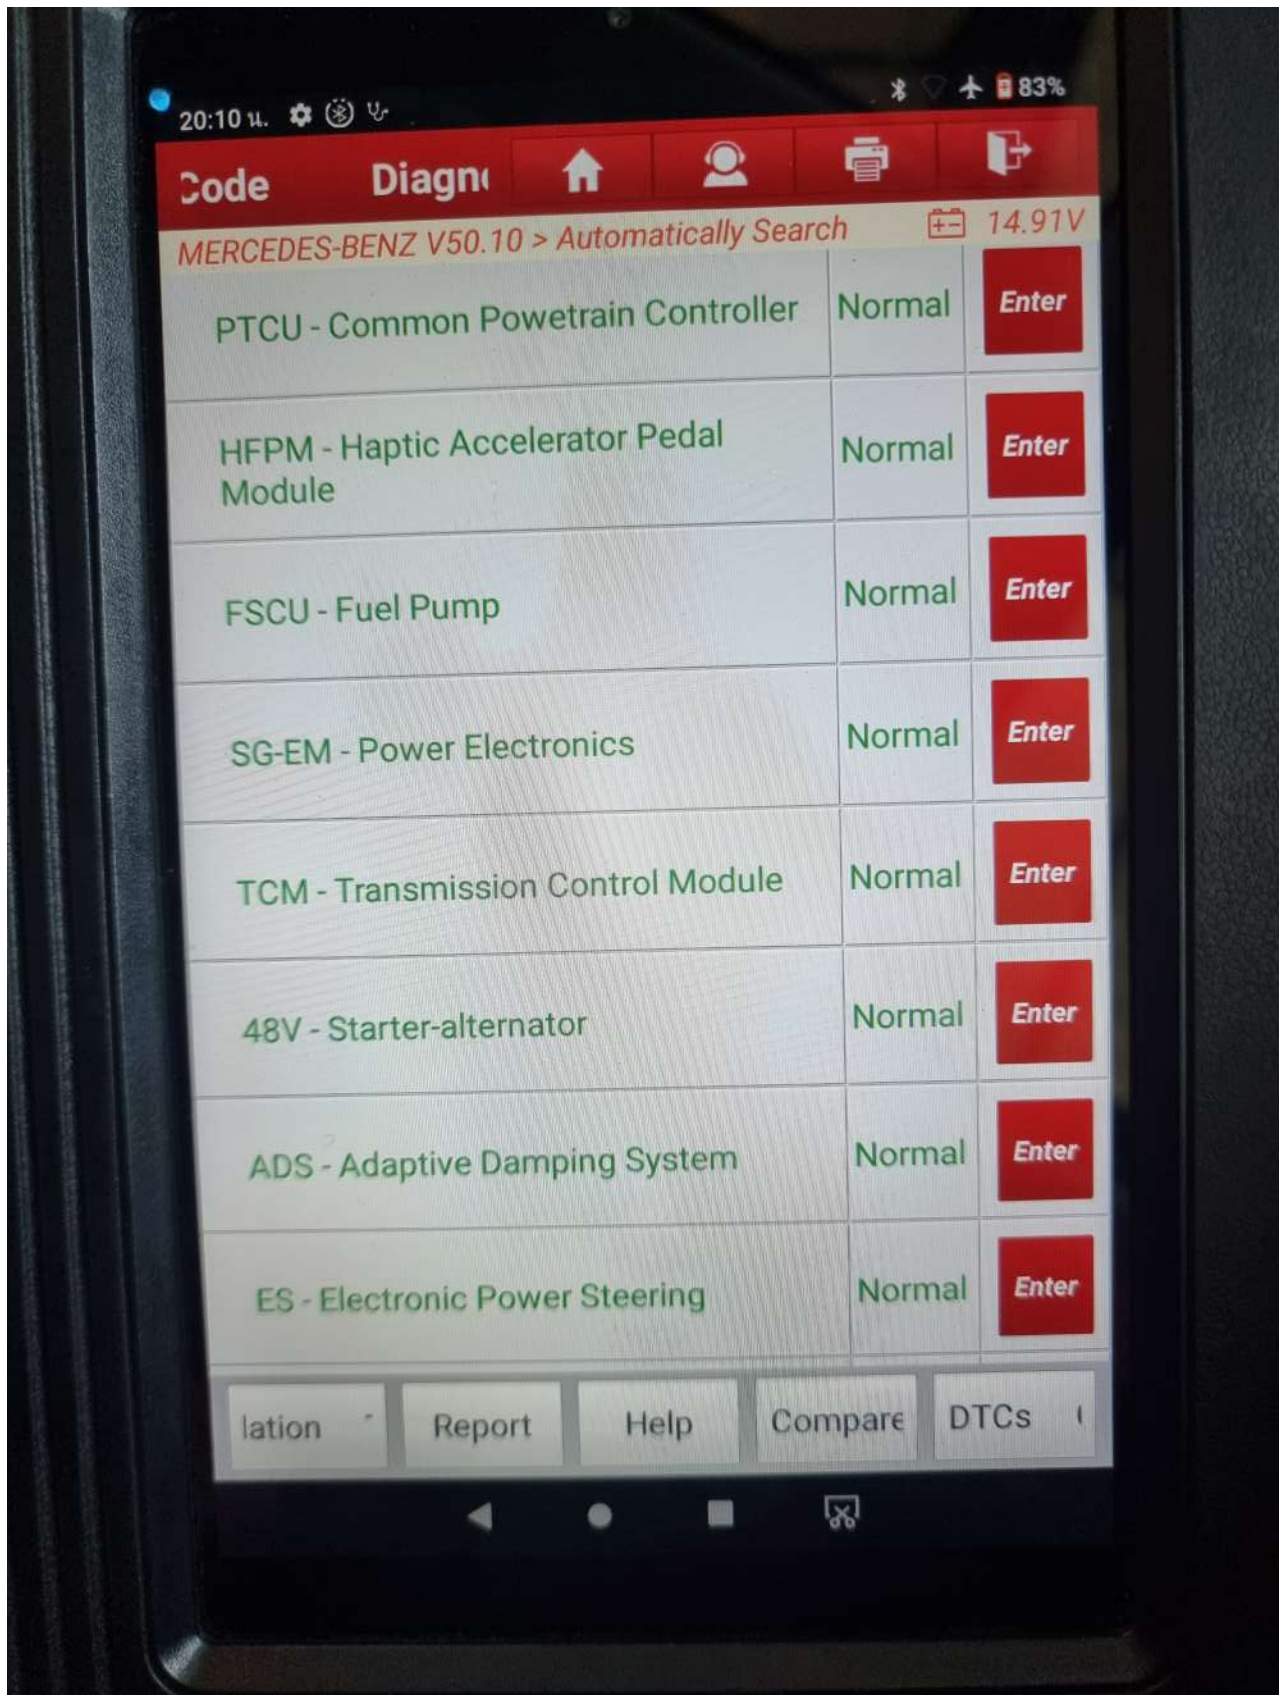 20:10 น.
83%
Code Diagn
MERCEDES-BENZ V50.10 > Automatically Search 14.91V
PTCU - Common Powetrain Controller Normal Enter
HFPM - Haptic Accelerator Pedal
Module Normal Enter
FSCU - Fuel Pump Normal Enter
SG-EM - Power Electronics Normal Enter
TCM - Transmission Control Module Normal Enter
48V - Starter-alternator Normal Enter
ADS - Adaptive Damping System Normal Enter
ES - Electronic Power Steering Normal Enter
lation Report Help Compare DTCs